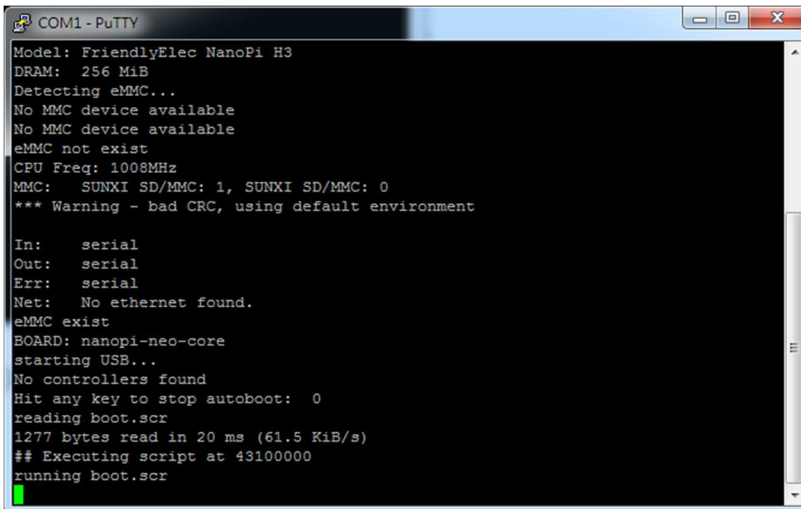 COM1 - PuTTY
Model: FriendlyElec NanoPi H3
DRAM:  256 MiB
Detecting eMMC...
No MMC device available
No MMC device available
eMMC not exist
CPU Freq: 1008MHz
MMC:   SUNXI SD/MMC: 1, SUNXI SD/MMC: 0
*** Warning - bad CRC, using default environment

In:    serial
Out:   serial
Err:   serial
Net:   No ethernet found.
eMMC exist
BOARD: nanopi-neo-core
starting USB...
No controllers found
Hit any key to stop autoboot:  0
reading boot.scr
1277 bytes read in 20 ms (61.5 KiB/s)
## Executing script at 43100000
running boot.scr